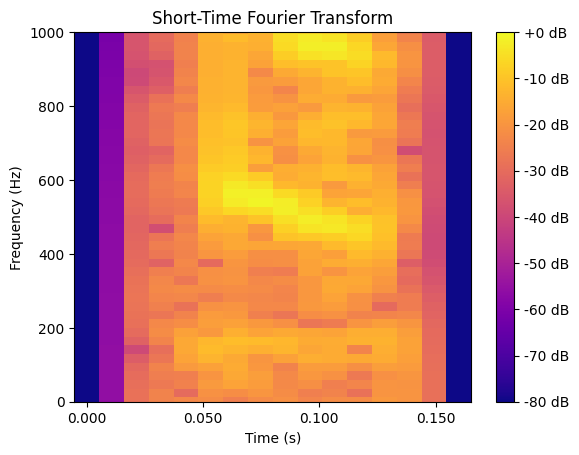 Short-Time Fourier Transform
1000
800
600
400
200
0
Frequency (Hz)
0.000
0.050
0.100
0.150
Time (s)
+0 dB
-10 dB
-20 dB
-30 dB
-40 dB
-50 dB
-60 dB
-70 dB
-80 dB